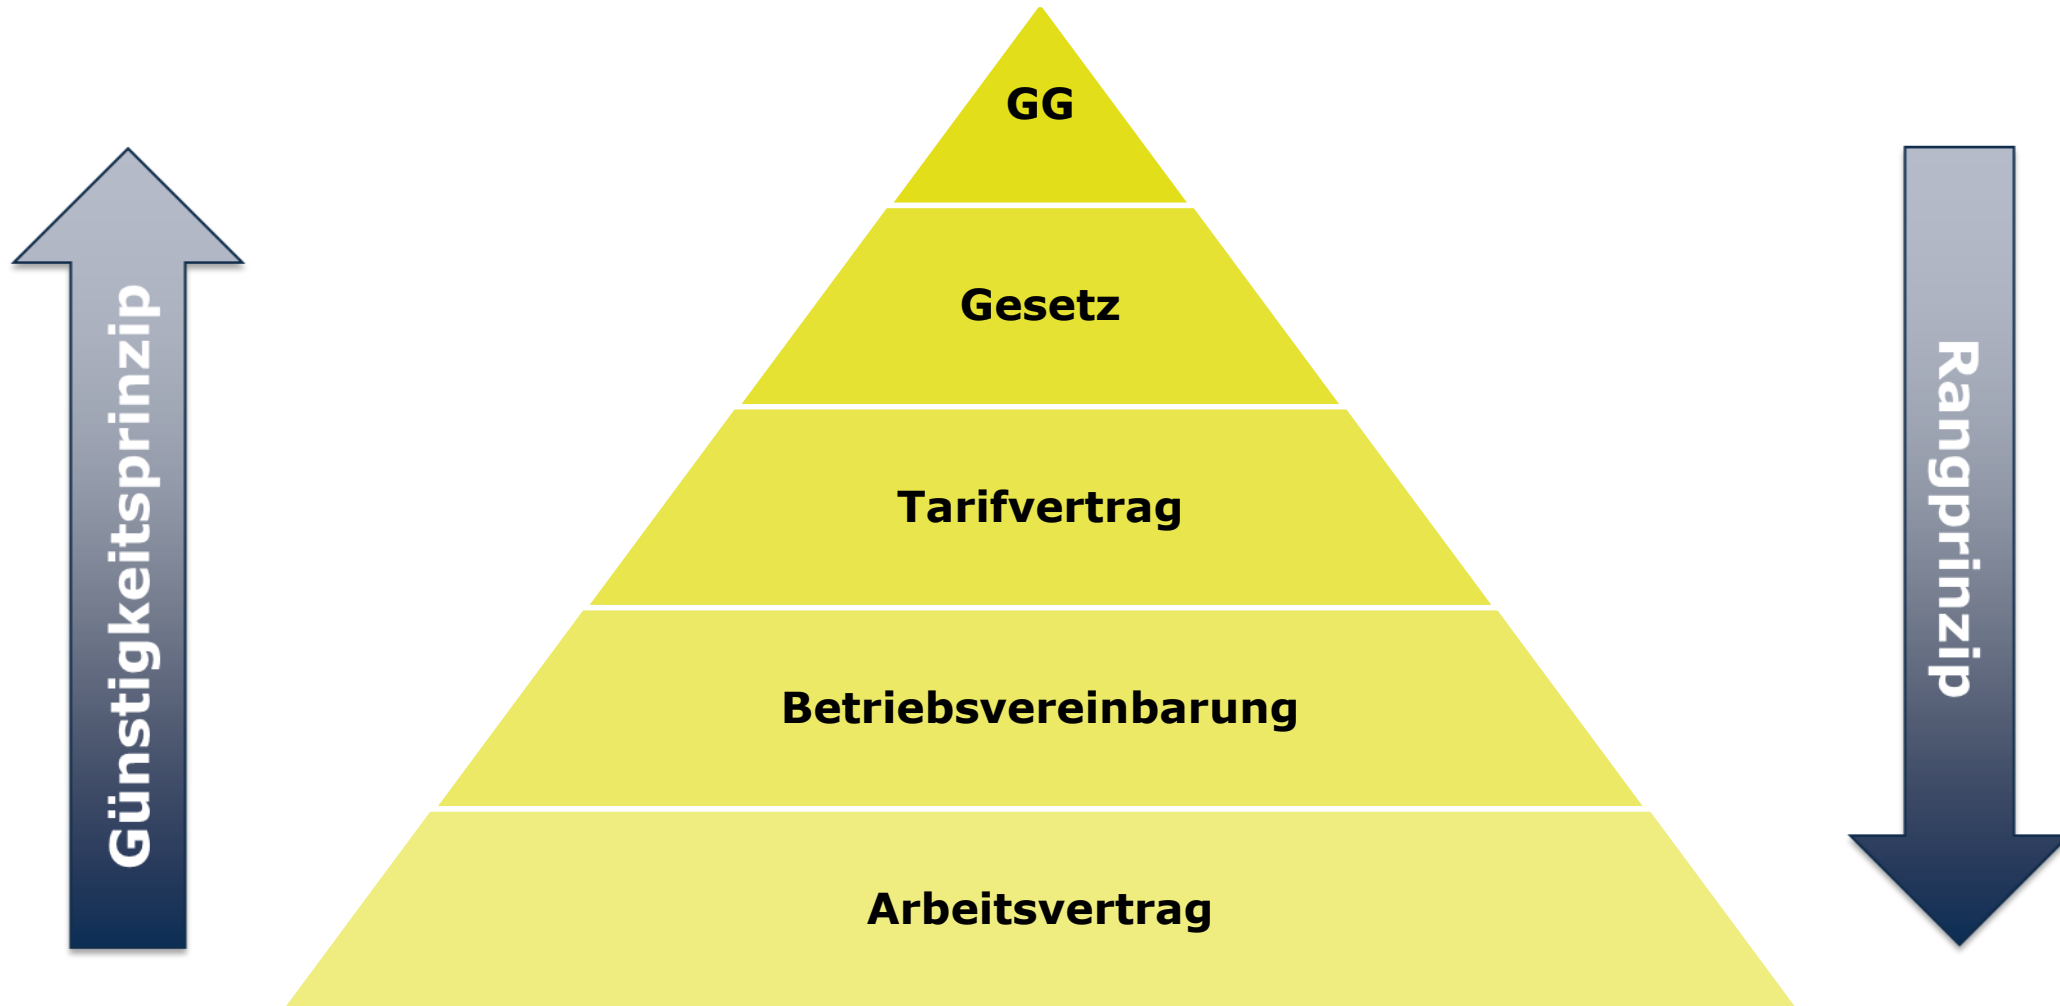 GG
Gesetz
Tarifvertrag
Betriebsvereinbarung
Arbeitsvertrag
Günstigkeitsprinzip
Rangprinzip